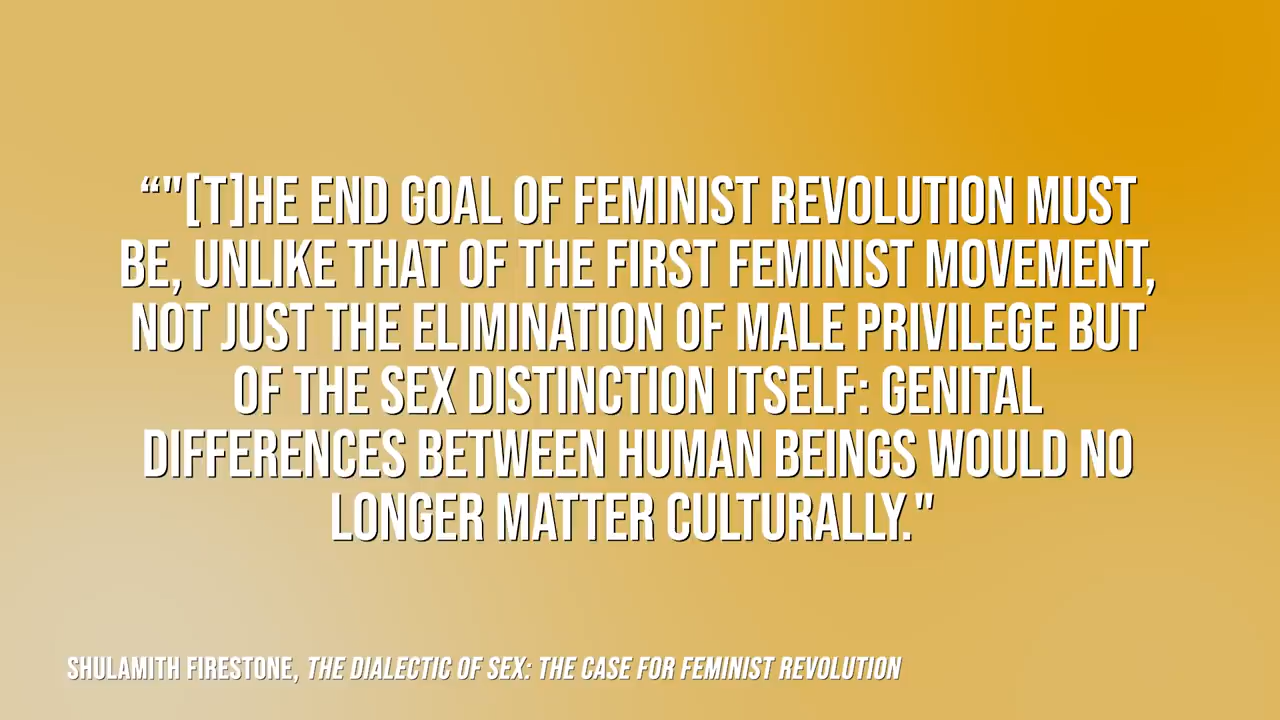 “"[T]HE END GOAL OF FEMINIST REVOLUTION MUST
BE, UNLIKE THAT OF THE FIRST FEMINIST MOVEMENT,
NOT JUST THE ELIMINATION OF MALE PRIVILEGE BUT
OF THE SEX DISTINCTION ITSELF: GENITAL
DIFFERENCES BETWEEN HUMAN BEINGS WOULD NO
LONGER MATTER CULTURALLY."
SHULAMITH FIRESTONE, THE DIALECTIC OF SEX: THE CASE FOR FEMINIST REVOLUTION